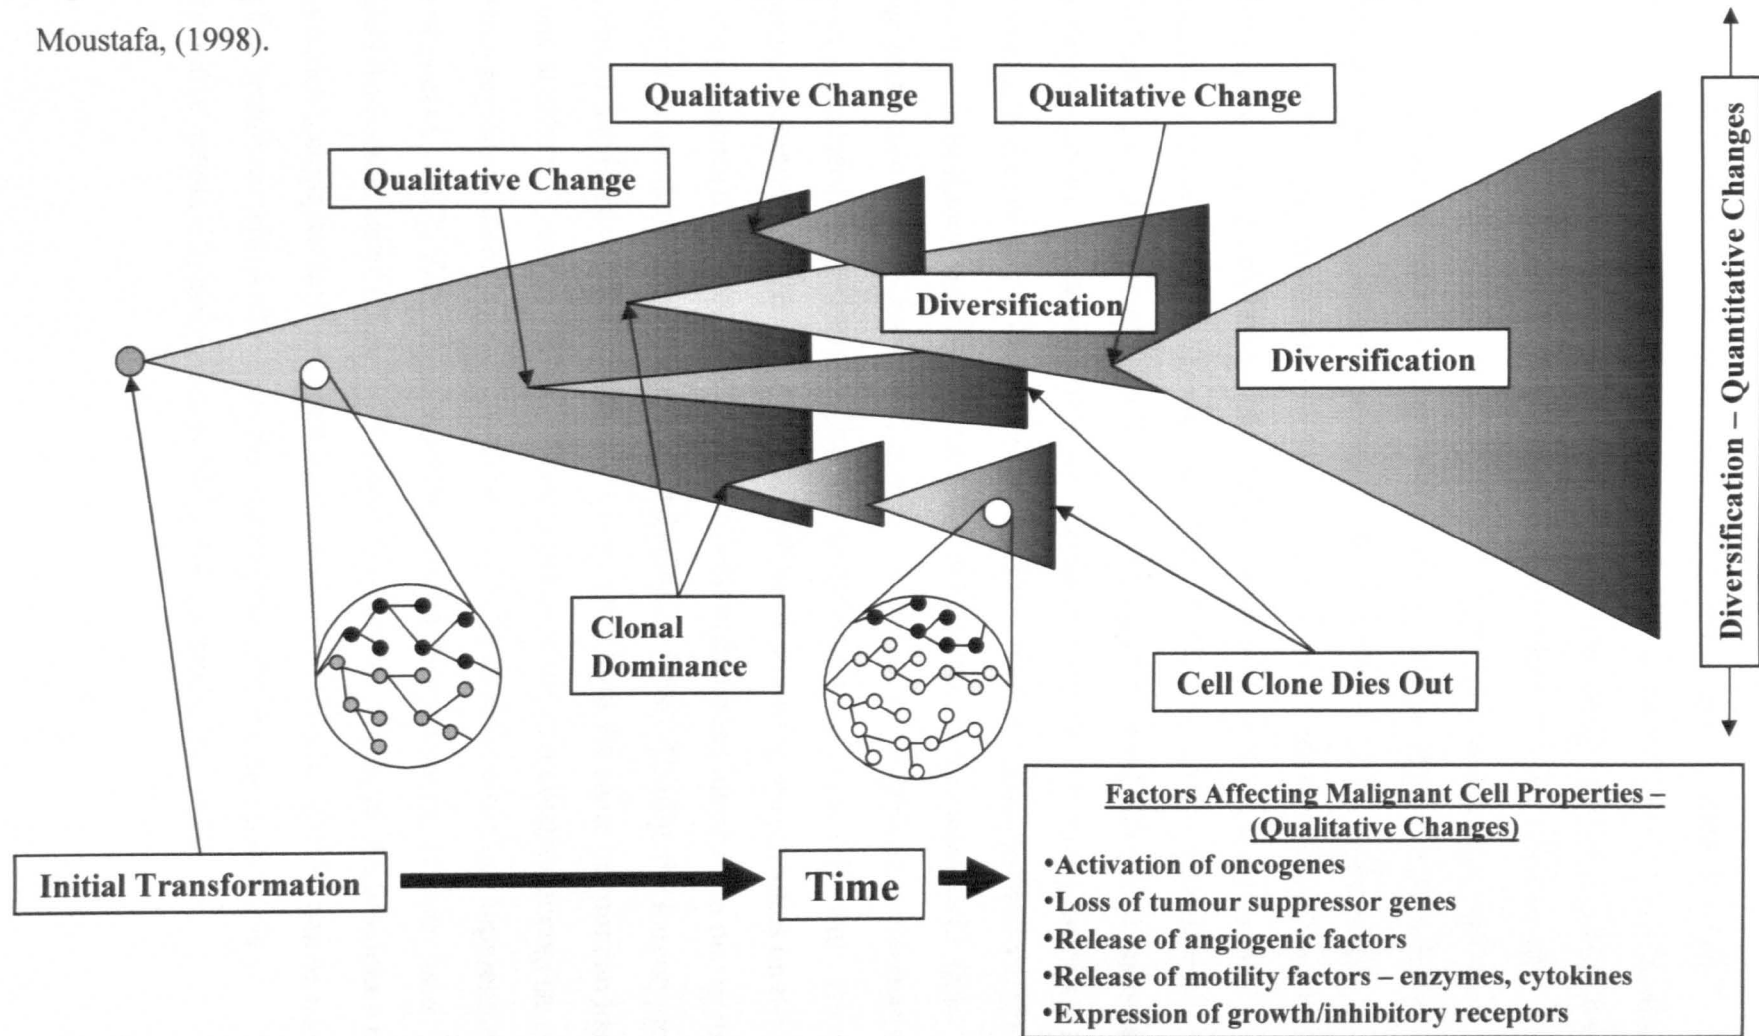 Moustafa, (1998).
Qualitative Change
Qualitative Change
Qualitative Change
Diversification
Diversification
Diversification – Quantitative Changes
Clonal
Dominance
Cell Clone Dies Out
Initial Transformation
Time
Factors Affecting Malignant Cell Properties –
(Qualitative Changes)
•Activation of oncogenes
•Loss of tumour suppressor genes
•Release of angiogenic factors
•Release of motility factors – enzymes, cytokines
•Expression of growth/inhibitory receptors